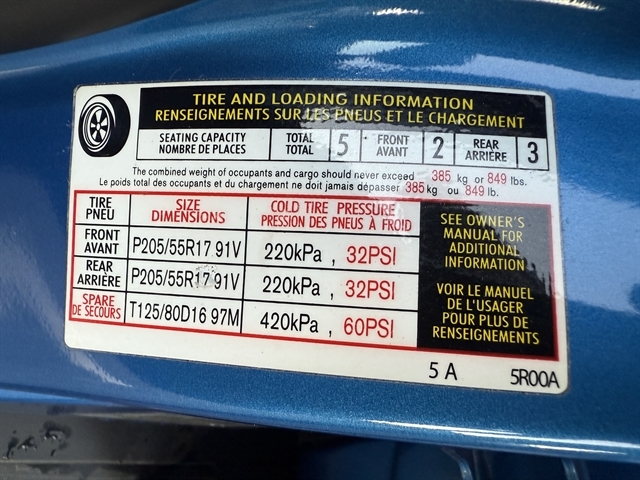 TIRE AND LOADING INFORMATION
RENSEIGNEMENTS SUR LES PNEUS ET LE CHARGEMENT
SEATING CAPACITY TOTAL 5 FRONT 2 REAR 3
NOMBRE DE PLACES TOTAL AVANT ARRIÈRE
The combined weight of occupants and cargo should never exceed 385 kg or 849 lbs.
Le poids total des occupants et du chargement ne doit jamais dépasser 385 kg ou 849 lb.
TIRE SIZE COLD TIRE PRESSURE
PNEU DIMENSIONS PRESSION DES PNEUS À FROID
FRONT
AVANT P205/55R17 91V 220kPa , 32PSI
REAR
ARRIÈRE P205/55R17 91V 220kPa , 32PSI
SPARE
DE SECOURS T125/80D16 97M 420kPa , 60PSI
SEE OWNER'S
MANUAL FOR
ADDITIONAL
INFORMATION
VOIR LE MANUEL
DE L'USAGER
POUR PLUS DE
RENSEIGNEMENTS
5 A 5R00A